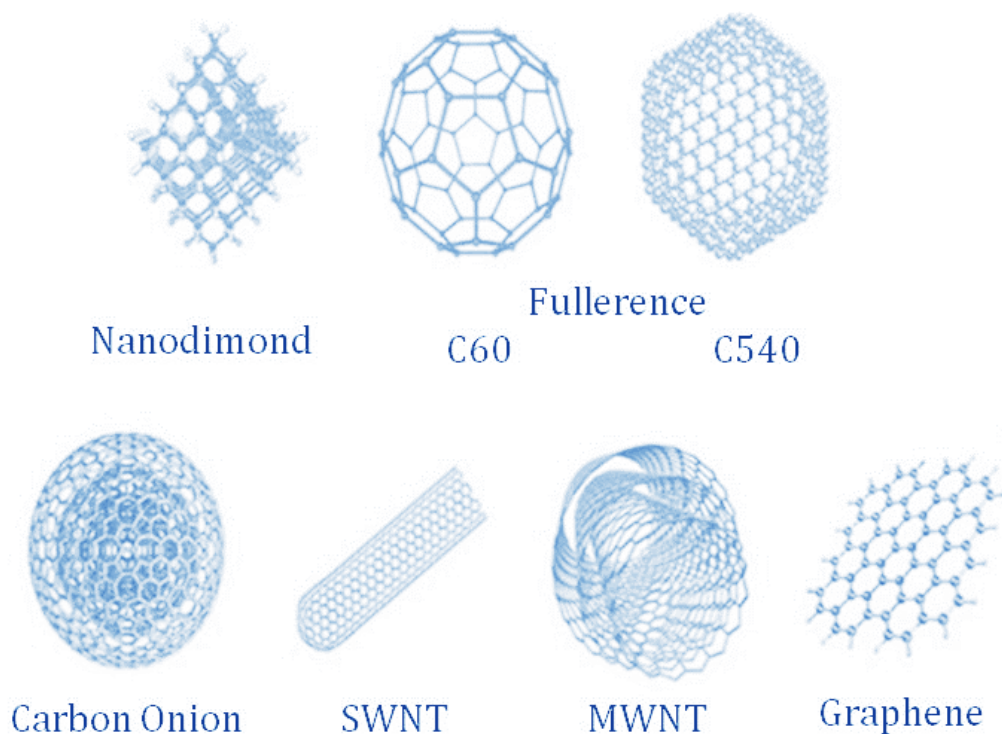 Fullerence
Nanodimond
C60
C540
Carbon Onion
SWNT
MWNT
Graphene